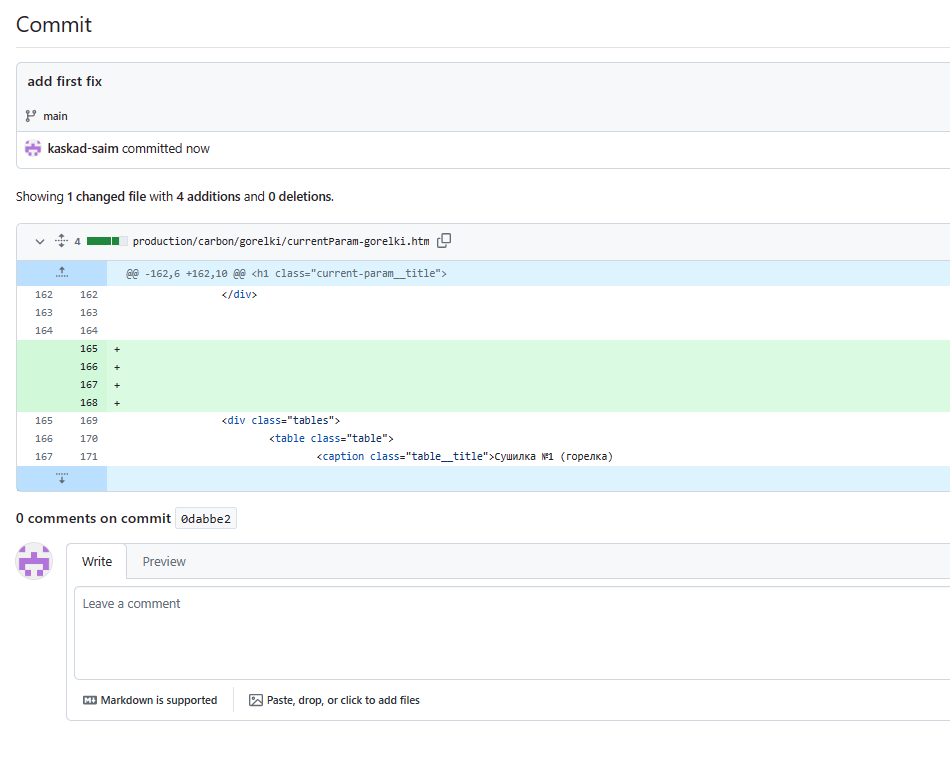 Commit
add first fix
main
kaskad-saim committed now
Showing 1 changed file with 4 additions and 0 deletions.
4 production/carbon/gorelki/currentParam-gorelki.htm
@@ -162,6 +162,10 @@ <h1 class="current-param__title">
162 162 </div>
163 163
164 164
165 +
166 +
167 +
168 +
165 169 <div class="tables">
166 170 <table class="table">
167 171 <caption class="table__title">Сушилка №1 (горелка)
0 comments on commit 0dabbe2
Write Preview
Leave a comment
Markdown is supported Paste, drop, or click to add files